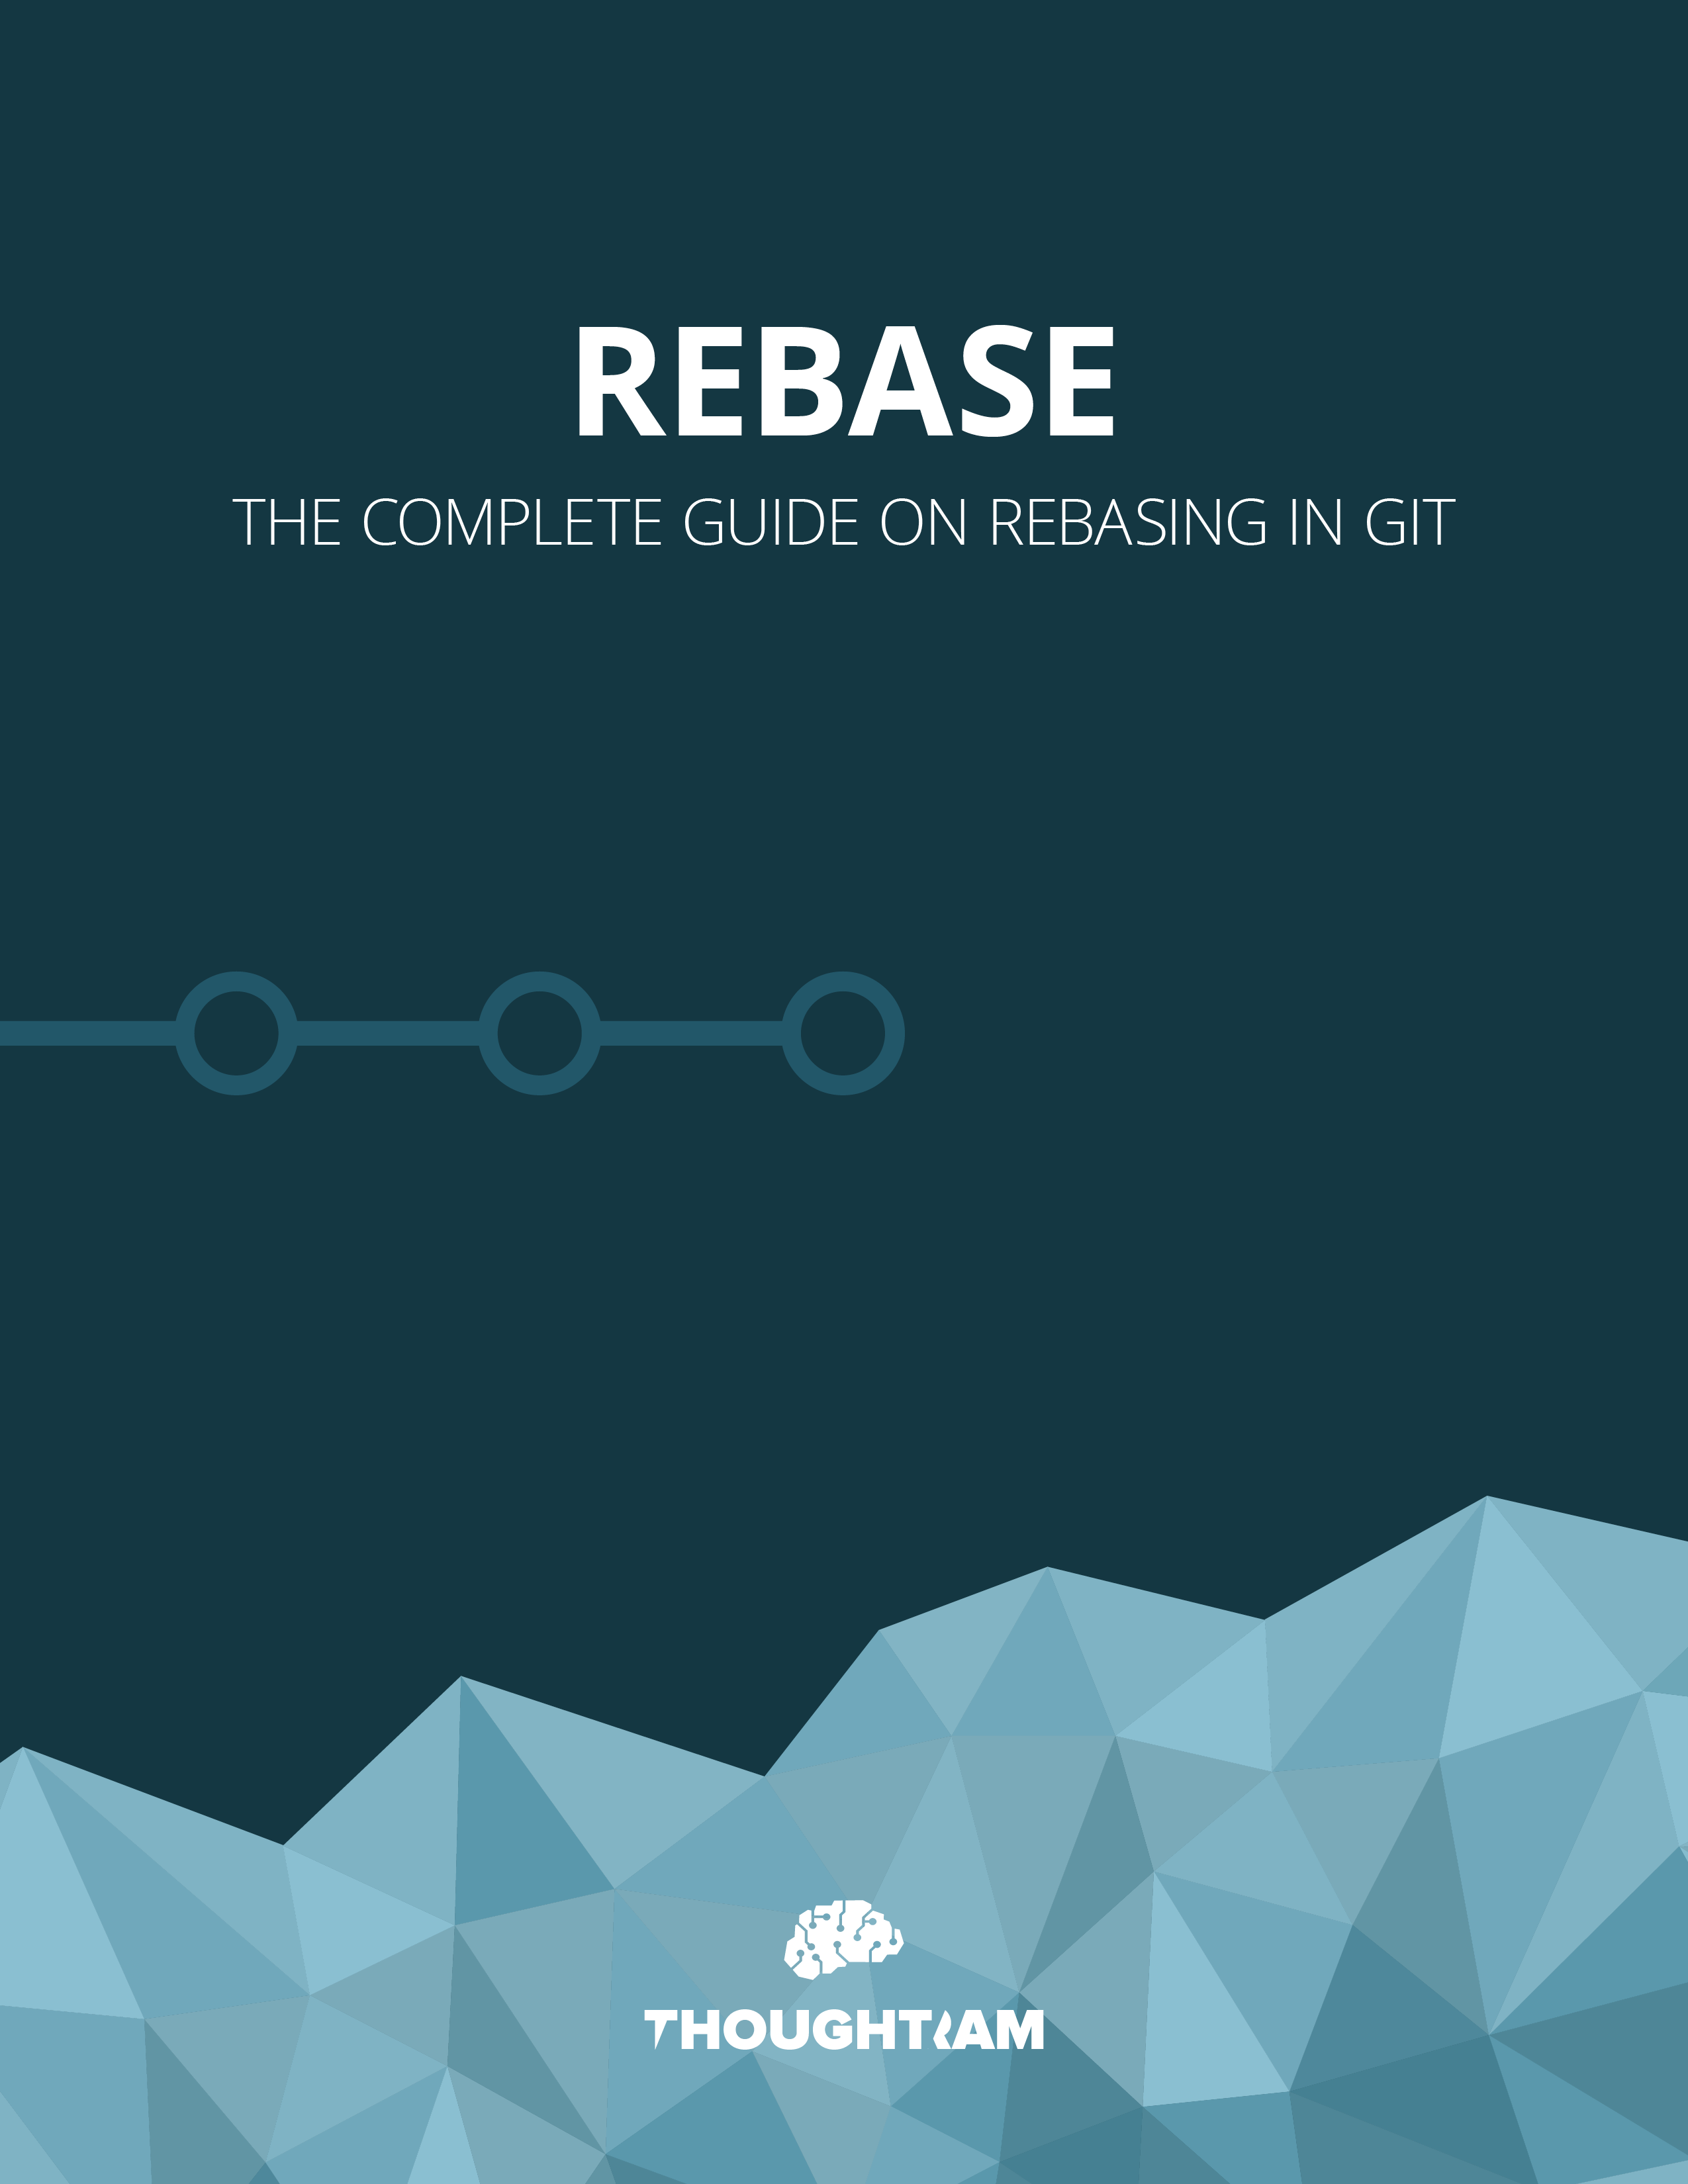 REBASE
THE COMPLETE GUIDE ON REBASING IN GIT
THOUGHTRAM